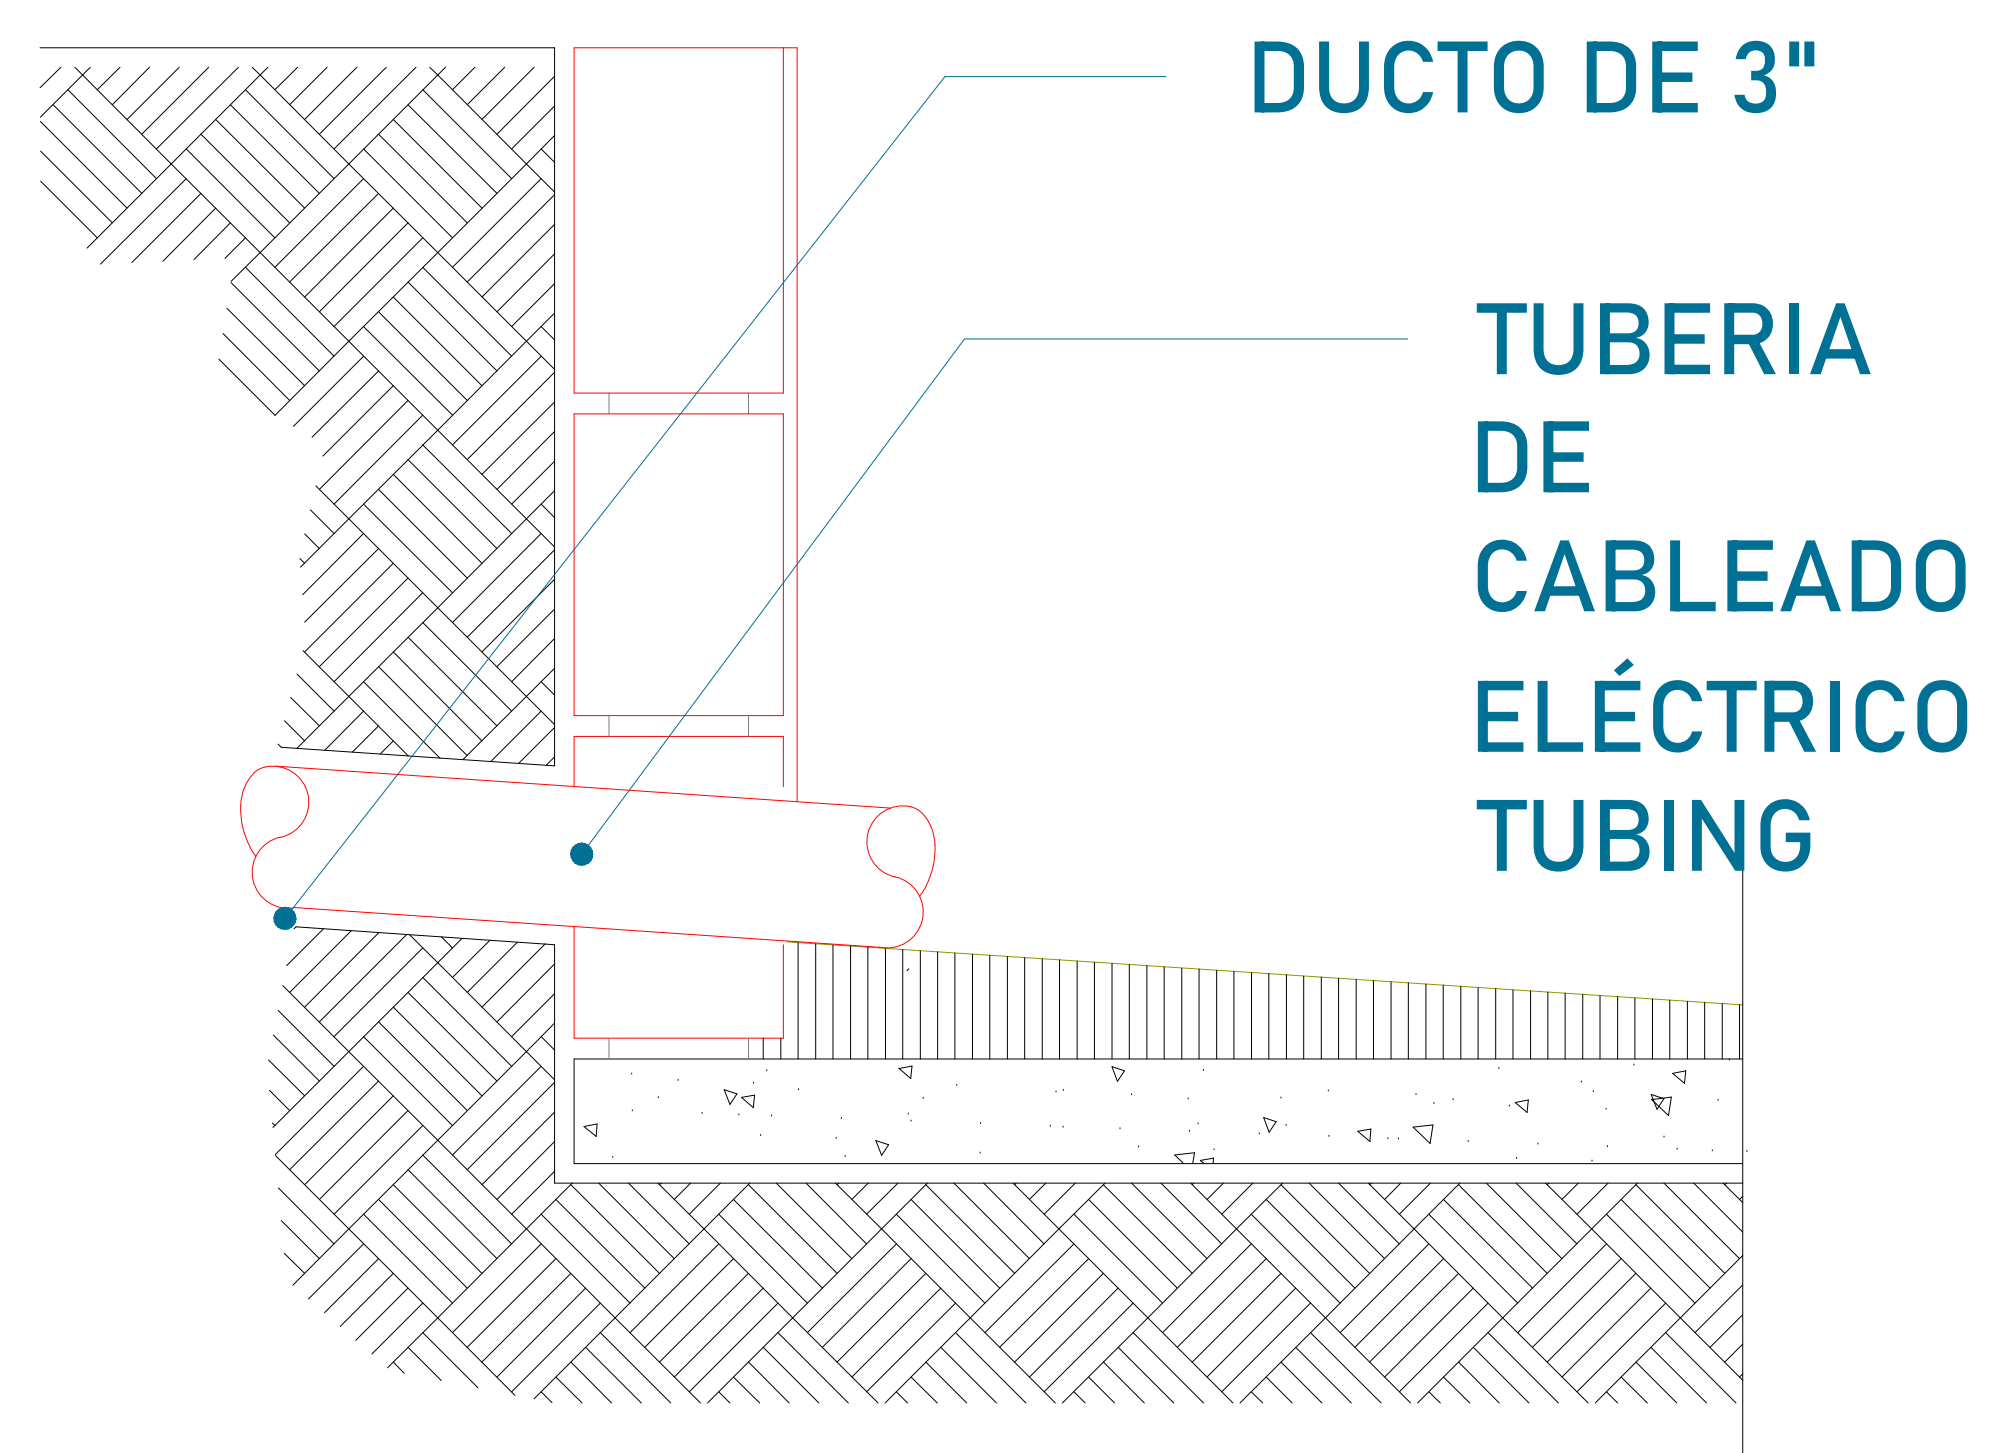 DUCTO DE 3"
TUBERIA
DE
CABLEADO
ELÉCTRICO
TUBING